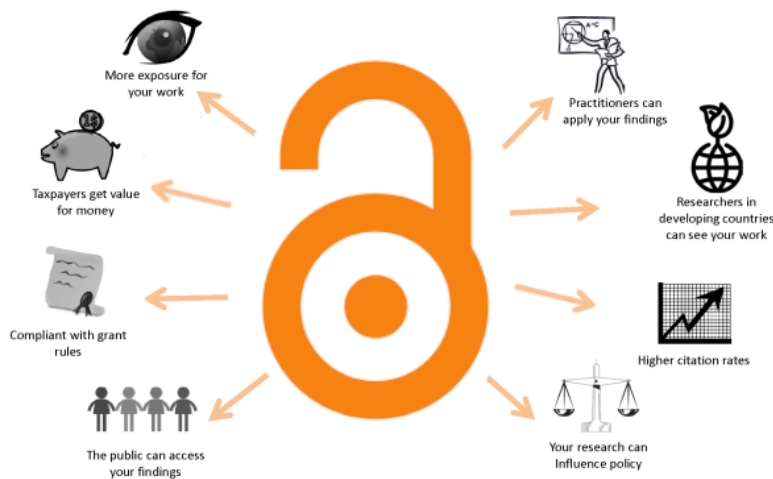 More exposure for
your work
Practitioners can
apply your findings
Taxpayers get value
for money
Researchers in
developing countries
can see your work
Compliant with grant
rules
Higher citation rates
The public can access
your findings
Your research can
Influence policy